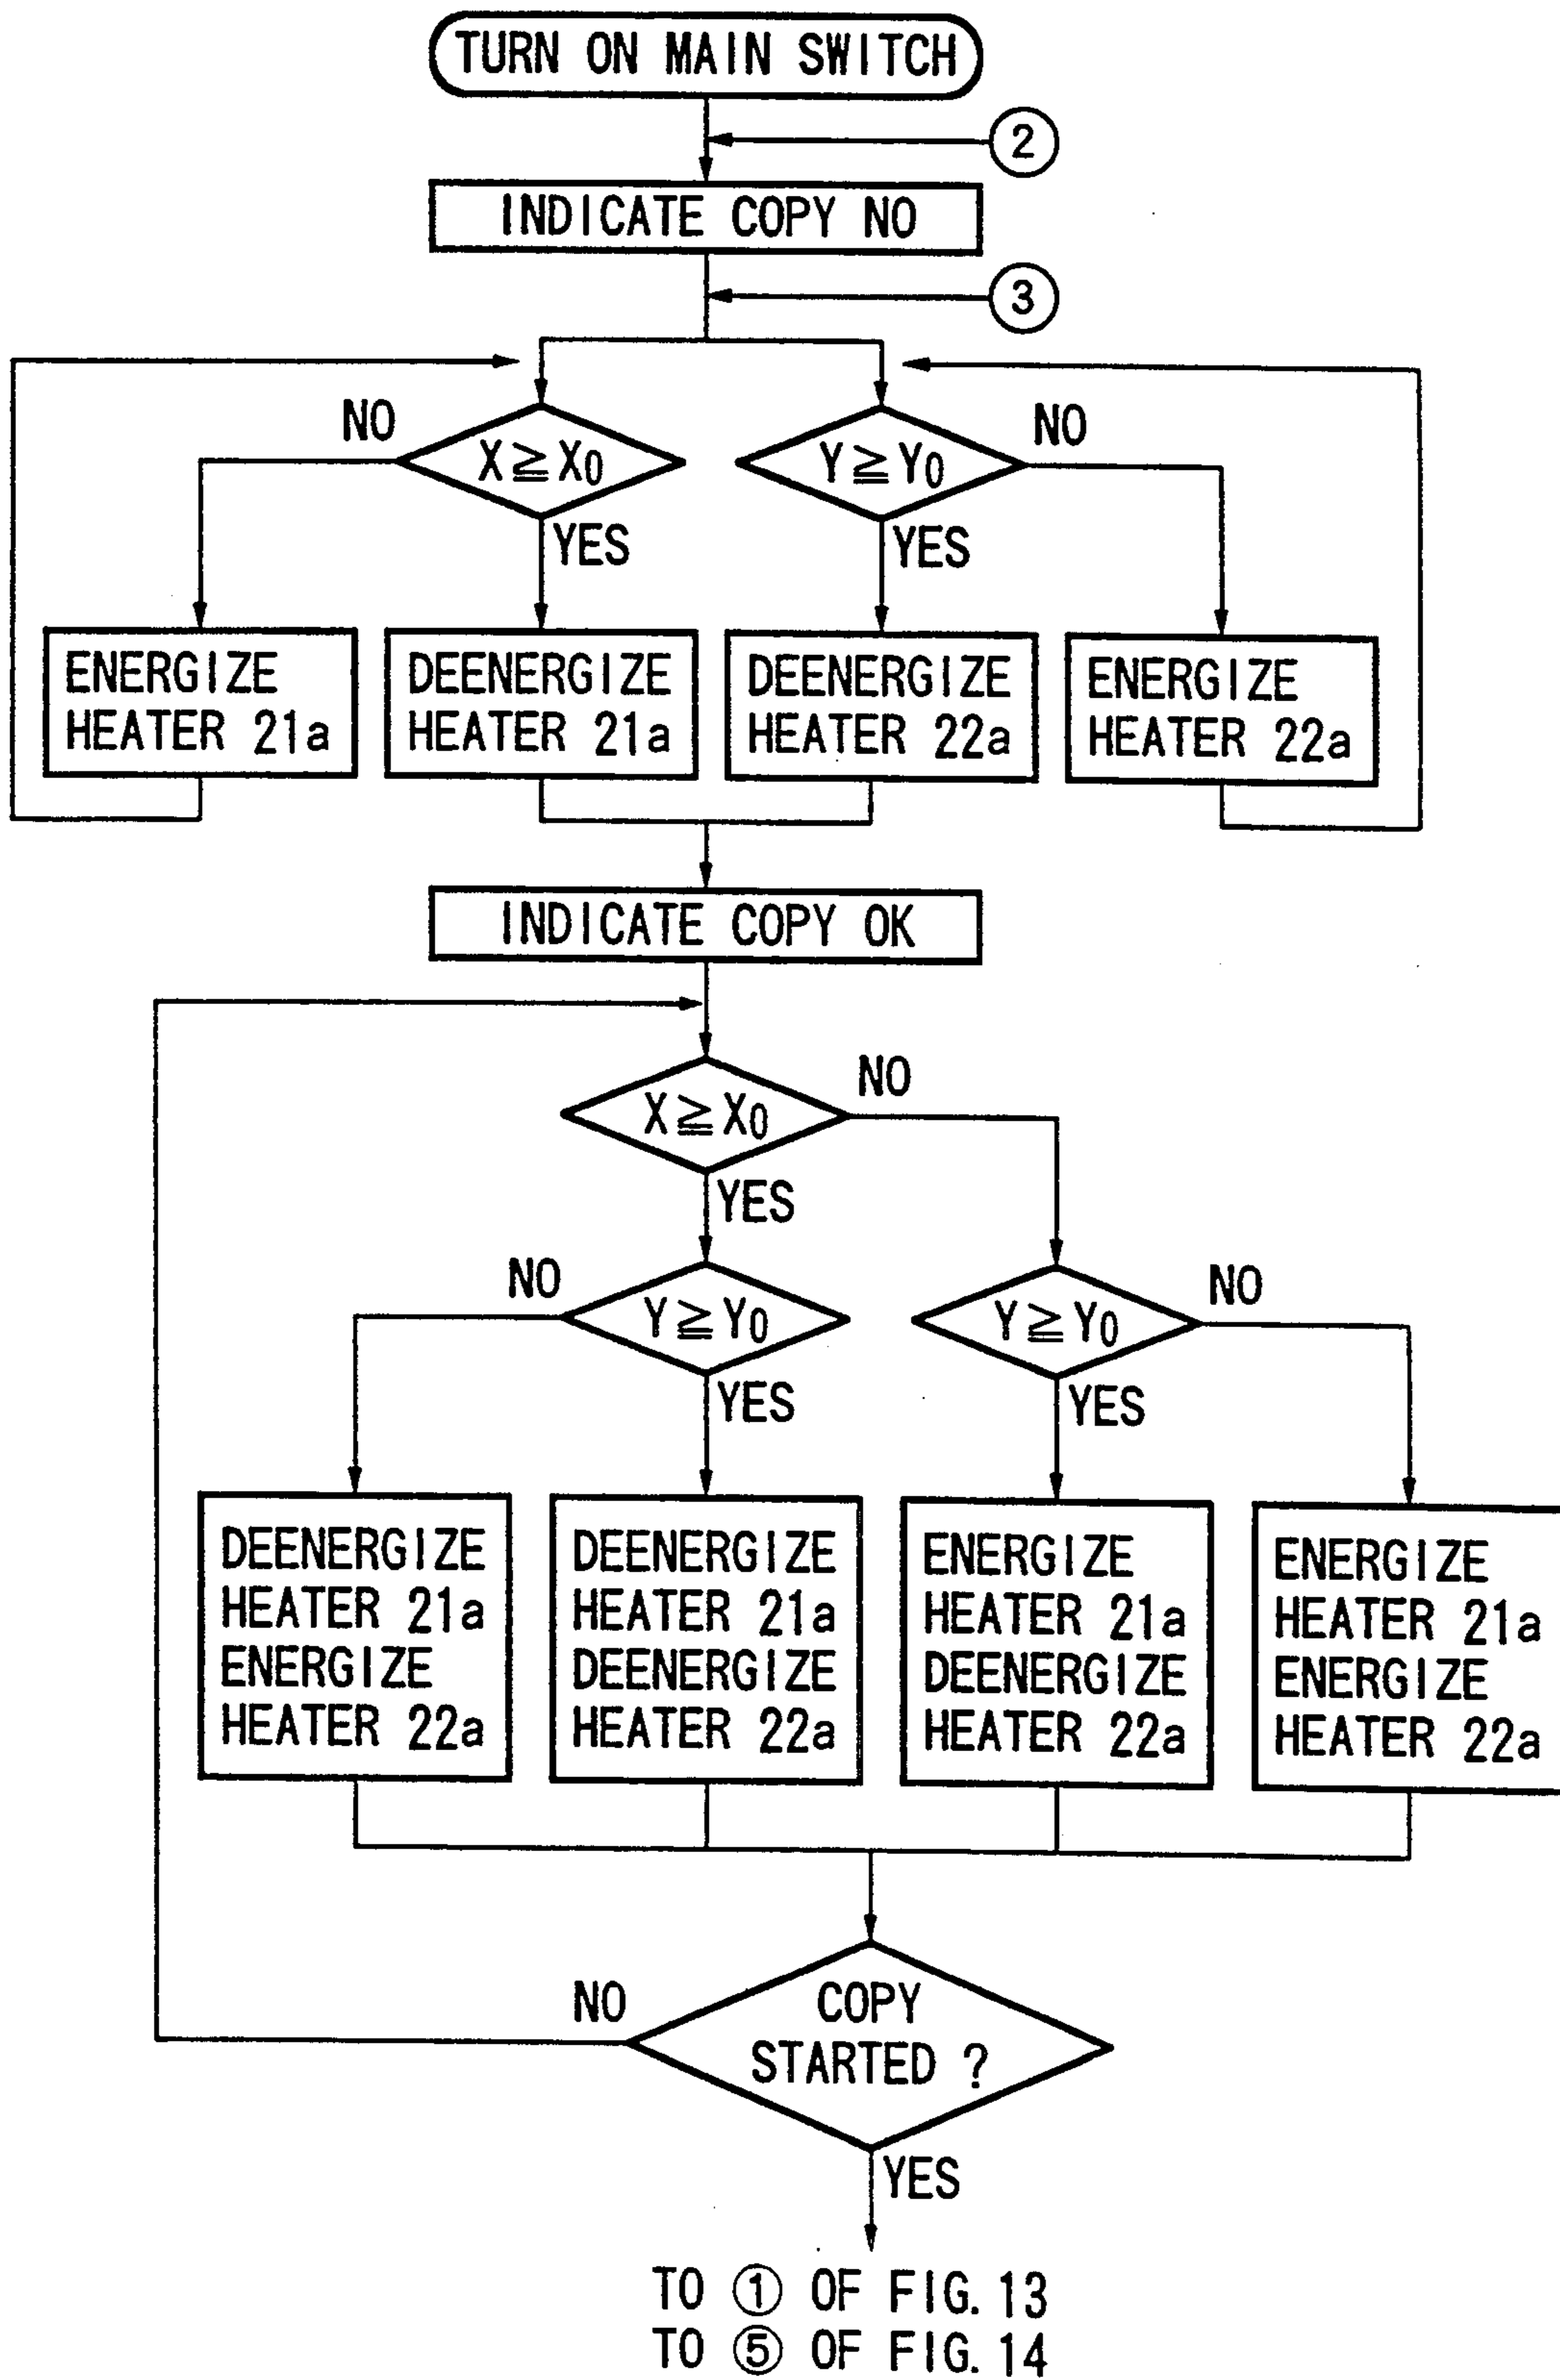 TURN ON MAIN SWITCH
②
INDICATE COPY NO
③
NO
X≧X0
Y≧Y0
NO
YES
YES
ENERGIZE
HEATER 21a
DEENERGIZE
HEATER 21a
DEENERGIZE
HEATER 22a
ENERGIZE
HEATER 22a
INDICATE COPY OK
X≧X0
NO
YES
NO
Y≧Y0
Y≧Y0
NO
YES
YES
DEENERGIZE
HEATER 21a
ENERGIZE
HEATER 22a
DEENERGIZE
HEATER 21a
DEENERGIZE
HEATER 22a
ENERGIZE
HEATER 21a
DEENERGIZE
HEATER 22a
ENERGIZE
HEATER 21a
ENERGIZE
HEATER 22a
NO
COPY
STARTED ?
YES
TO ① OF FIG. 13
TO ⑤ OF FIG. 14